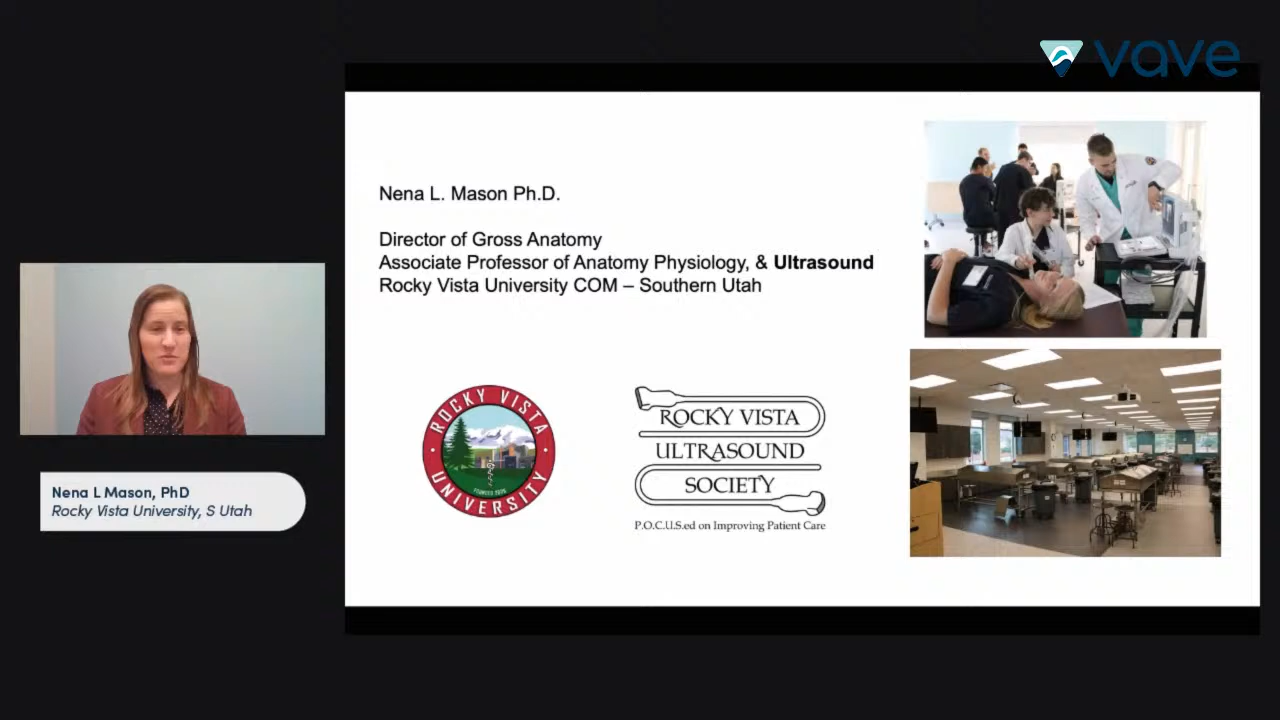 vave
Nena L. Mason Ph.D.
Director of Gross Anatomy
Associate Professor of Anatomy Physiology, & Ultrasound
Rocky Vista University COM – Southern Utah
ROCKY VISTA
UNIVERSITY
ROCKY VISTA
ULTRASOUND
SOCIETY
P.O.C.U.S.ed on Improving Patient Care
Nena L Mason, PhD
Rocky Vista University, S Utah